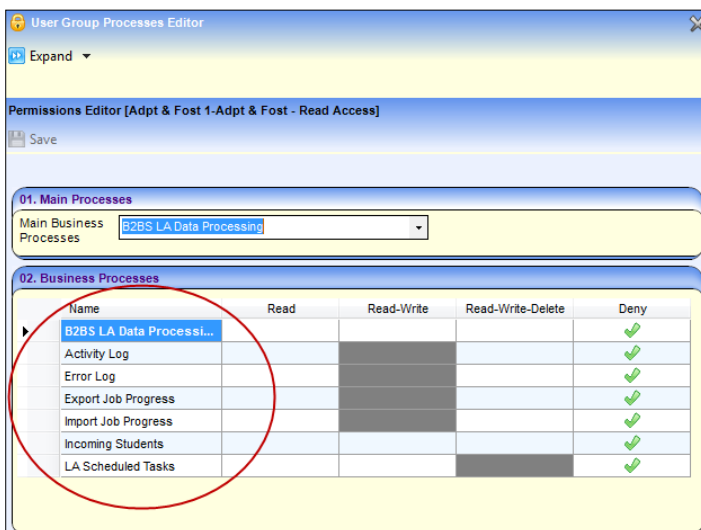 User Group Processes Editor
Expand
Permissions Editor [Adpt & Fost 1-Adpt & Fost - Read Access]
Save
01. Main Processes
Main Business Processes B2BS LA Data Processing
02. Business Processes
Name Read Read-Write Read-Write-Delete Deny
B2BS LA Data Processi...
Activity Log
Error Log
Export Job Progress
Import Job Progress
Incoming Students
LA Scheduled Tasks